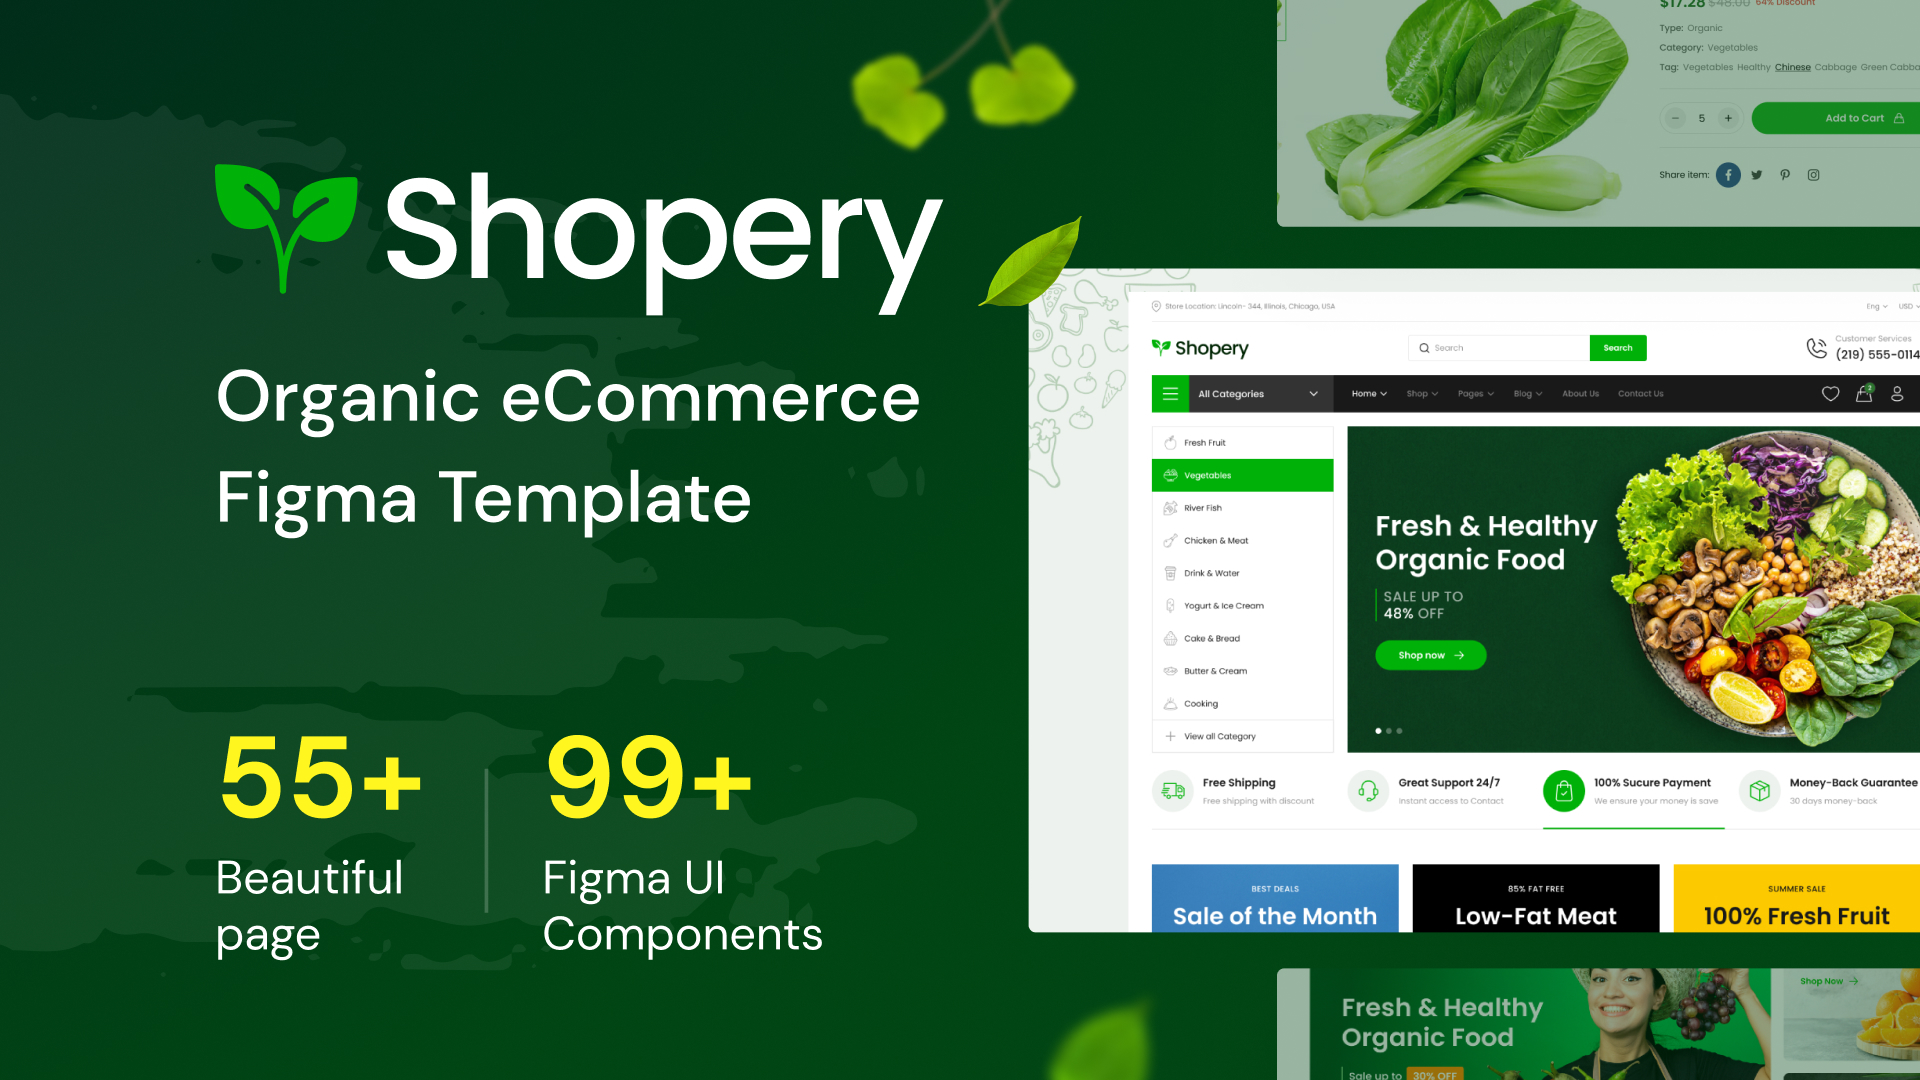 Shopery
Organic eCommerce
Figma Template
55+
Beautiful
page
99+
Figma UI
Components
$17.28 $48.00 64% Discount
Type: Organic
Category: Vegetables
Tag: Vegetables Healthy Chinese Cabbage Green
− 5 +
Add to Cart
Share item:
Store Location: Lincoln- 344, Illinois, Chicago, USA
Eng USD
Shopery
Search
Search
Customer Services
(219) 555-0114
All Categories
Home Shop Pages Blog About Us Contact Us
2
Fresh Fruit
Vegetables
River Fish
Chicken & Meat
Drink & Water
Yogurt & Ice Cream
Cake & Bread
Butter & Cream
Cooking
View all Category
Fresh & Healthy
Organic Food
SALE UP TO
48% OFF
Shop now
Free Shipping
Free shipping with discount
Great Support 24/7
Instant access to Contact
100% Sucure Payment
We ensure your money is save
Money-Back Guarantee
30 days money-back
BEST DEALS
Sale of the Month
85% FAT FREE
Low-Fat Meat
SUMMER SALE
100% Fresh Fruit
Fresh & Healthy
Organic Food
Sale up to 30% OFF
Shop Now